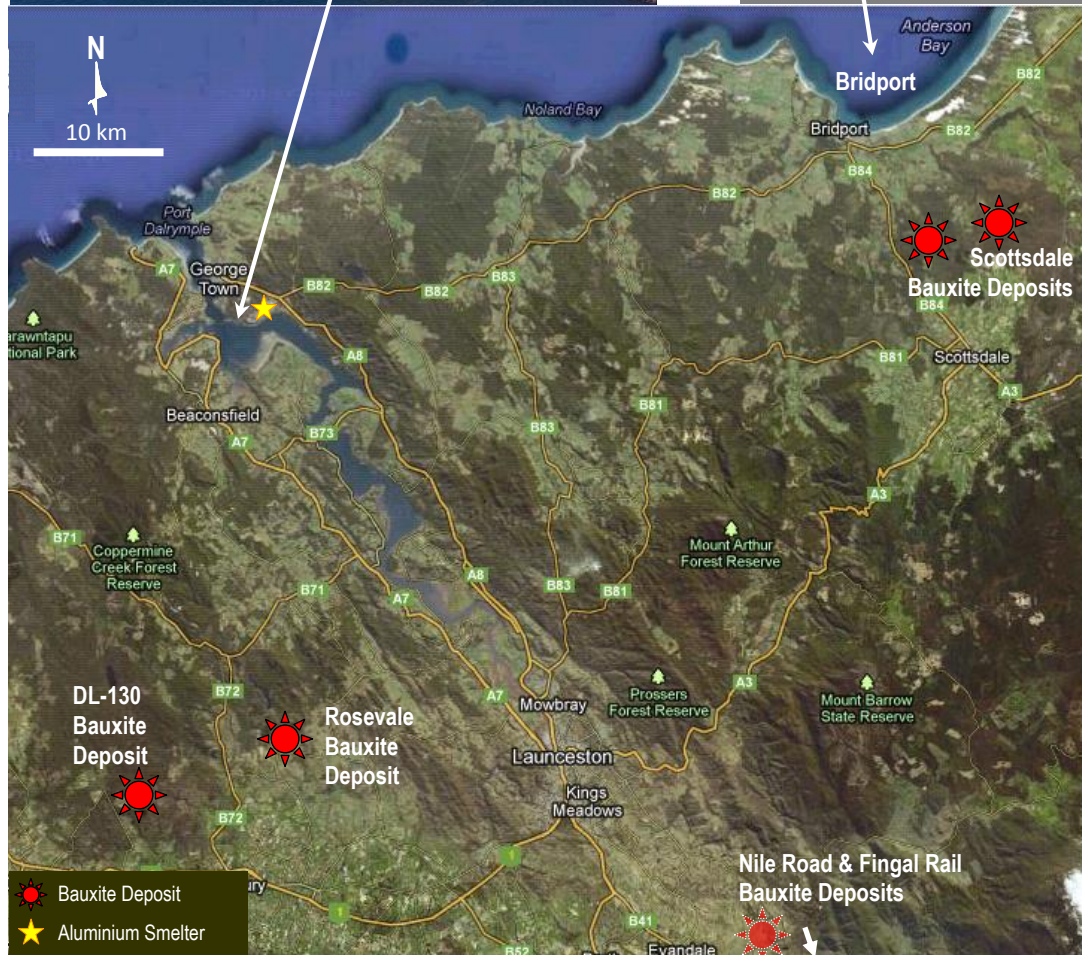 Anderson
Bay
N
Bridport
B82
10 km
Noland Bay
Bridport
B82
B84
B82
Port
Dalrymple
Scottsdale
Bauxite Deposits
A7
George
Town
B82
B82
B83
B84
A8
B81
Scottsdale
A3
Beaconsfield
A7
B73
B83
B81
A3
B71
Coppermine
Creek Forest
Reserve
Mount Arthur
Forest Reserve
B71
A7
A8
B83
B81
DL-130
Bauxite
Deposit
B72
Rosevale
Bauxite
Deposit
A7
Mowbray
Prossers
Forest Reserve
A3
Mount Barrow
State Reserve
Launceston
Kings
Meadows
B72
1
Nile Road & Fingal Rail
Bauxite Deposits
Bauxite Deposit
Aluminium Smelter
1
B41
B52
Evandale